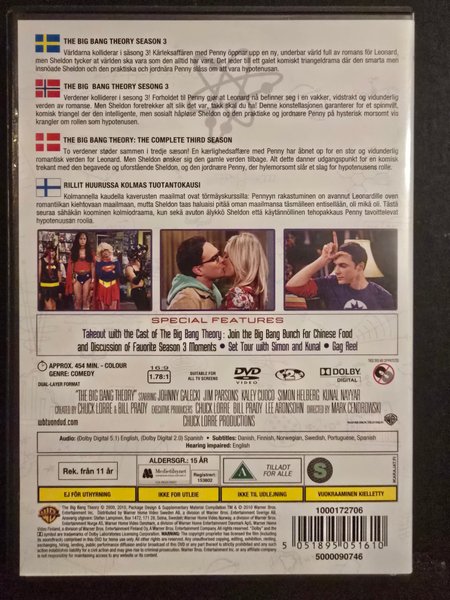 THE BIG BANG THEORY SEASON 3
Världarna kolliderar i säsong 3! Kärleksaffären med Penny öppnar upp en ny, underbar värld full av romans för Leonard,
men Sheldon tycker at världen ska vara som den alltid har varit. Det leder till ett galet komiskt triangeldrama där den smarta men
insnöade Sheldon och den praktiska och jordnära Penny slåss om att vara hypotenusan.
THE BIG BANG THEORY SESONG 3
Verdener kolliderer i sesong 3! Forholdet til Penny gjør at Leonard nå befinner seg i en vakker, vidstrakt og vidunderlig
verden av romanse. Men Sheldon foretrekker alt slik det var, takk skal du ha! Denne konstellasjonen garanterer for et spinnvilt,
komisk triangel der den intelligente, men sosialt håpløse Sheldon og den praktiske og jordnære Penny på hysterisk morsomt vis
krangler om rollen som hypotenusen.
THE BIG BANG THEORY: THE COMPLETE THIRD SEASON
To verdener støder sammen i tredje sæson! En kærlighedsaffære med Penny har åbnet op for en stor og vidunderlig
romantisk verden for Leonard. Men Sheldon ønsker sig den gamle verden tilbage. Alt dette danner udgangspunkt for en komisk
trekant med den begavede, men uvidende Sheldon og den jordnære Penny, der hylemorsomt slår et slag for hypotenusens rolle.
RILLIT HUURUSSA KOLMAS TUOTANTOKAUSI
Kolmannella kaudella kaverusten maailmat ovat törmäyskurssilla: Pennyyn rakastuminen on avannut Leonardille oven
romantiikan kiehtovaan maailmaan, mutta Sheldon taas haluaisi pitää oman maailmansa täsmälleen entisellään, oli mikä oli. Tästä
seuraa sähäkän koominen kolmiodraama, kun sekä avuton älykkö Sheldon että käytännöllinen tehopakkaus Penny tavoittelevat
hypotenuusan roolia.
SPECIAL FEATURES
Takeout with the Cast of The Big Bang Theory: Join the Big Bang Bunch for Chinese Food
and Discussion of Favorite Season 3 Moments • Set Tour with Simon and Kunal • Gag Reel
APPROX. 454 MIN. - COLOUR
GENRE: COMEDY
16:9
1.78:1
SUITABLE FOR
ALL TV SCREENS
DVD
VIDEO
2
DOLBY
DIGITAL
DUAL-LAYER FORMAT
"THE BIG BANG THEORY" STARRING JOHNNY GALECKI JIM PARSONS KALEY CUOCO SIMON HELBERG KUNAL NAYYAR
CREATED BY CHUCK LORRE & BILL PRADY EXECUTIVE PRODUCERS CHUCK LORRE BILL PRADY LEE ARONSOHN DIRECTED BY MARK CENDROWSKI
CHUCK LORRE PRODUCTIONS
wbtvondvd.com
Audio: (Dolby Digital 5.1) English, (Dolby Digital 2.0) Spanish • Subtitles: Danish, Finnish, Norwegian, Swedish, Portuguese, Spanish
Hearing impaired: English
Rek. från 11 år
ALDERSGR.: 15 ÅR
Medietilsynet
Registrert
153602
A
TILLADT FOR
ALLE
S
EJ FÖR UTHYRNING
IKKE FOR UTLEIE
IKKE TIL UDLEJNING
VUOKRAAMINEN KIELLETTY
1000172706
5 051895 051610
5000090746